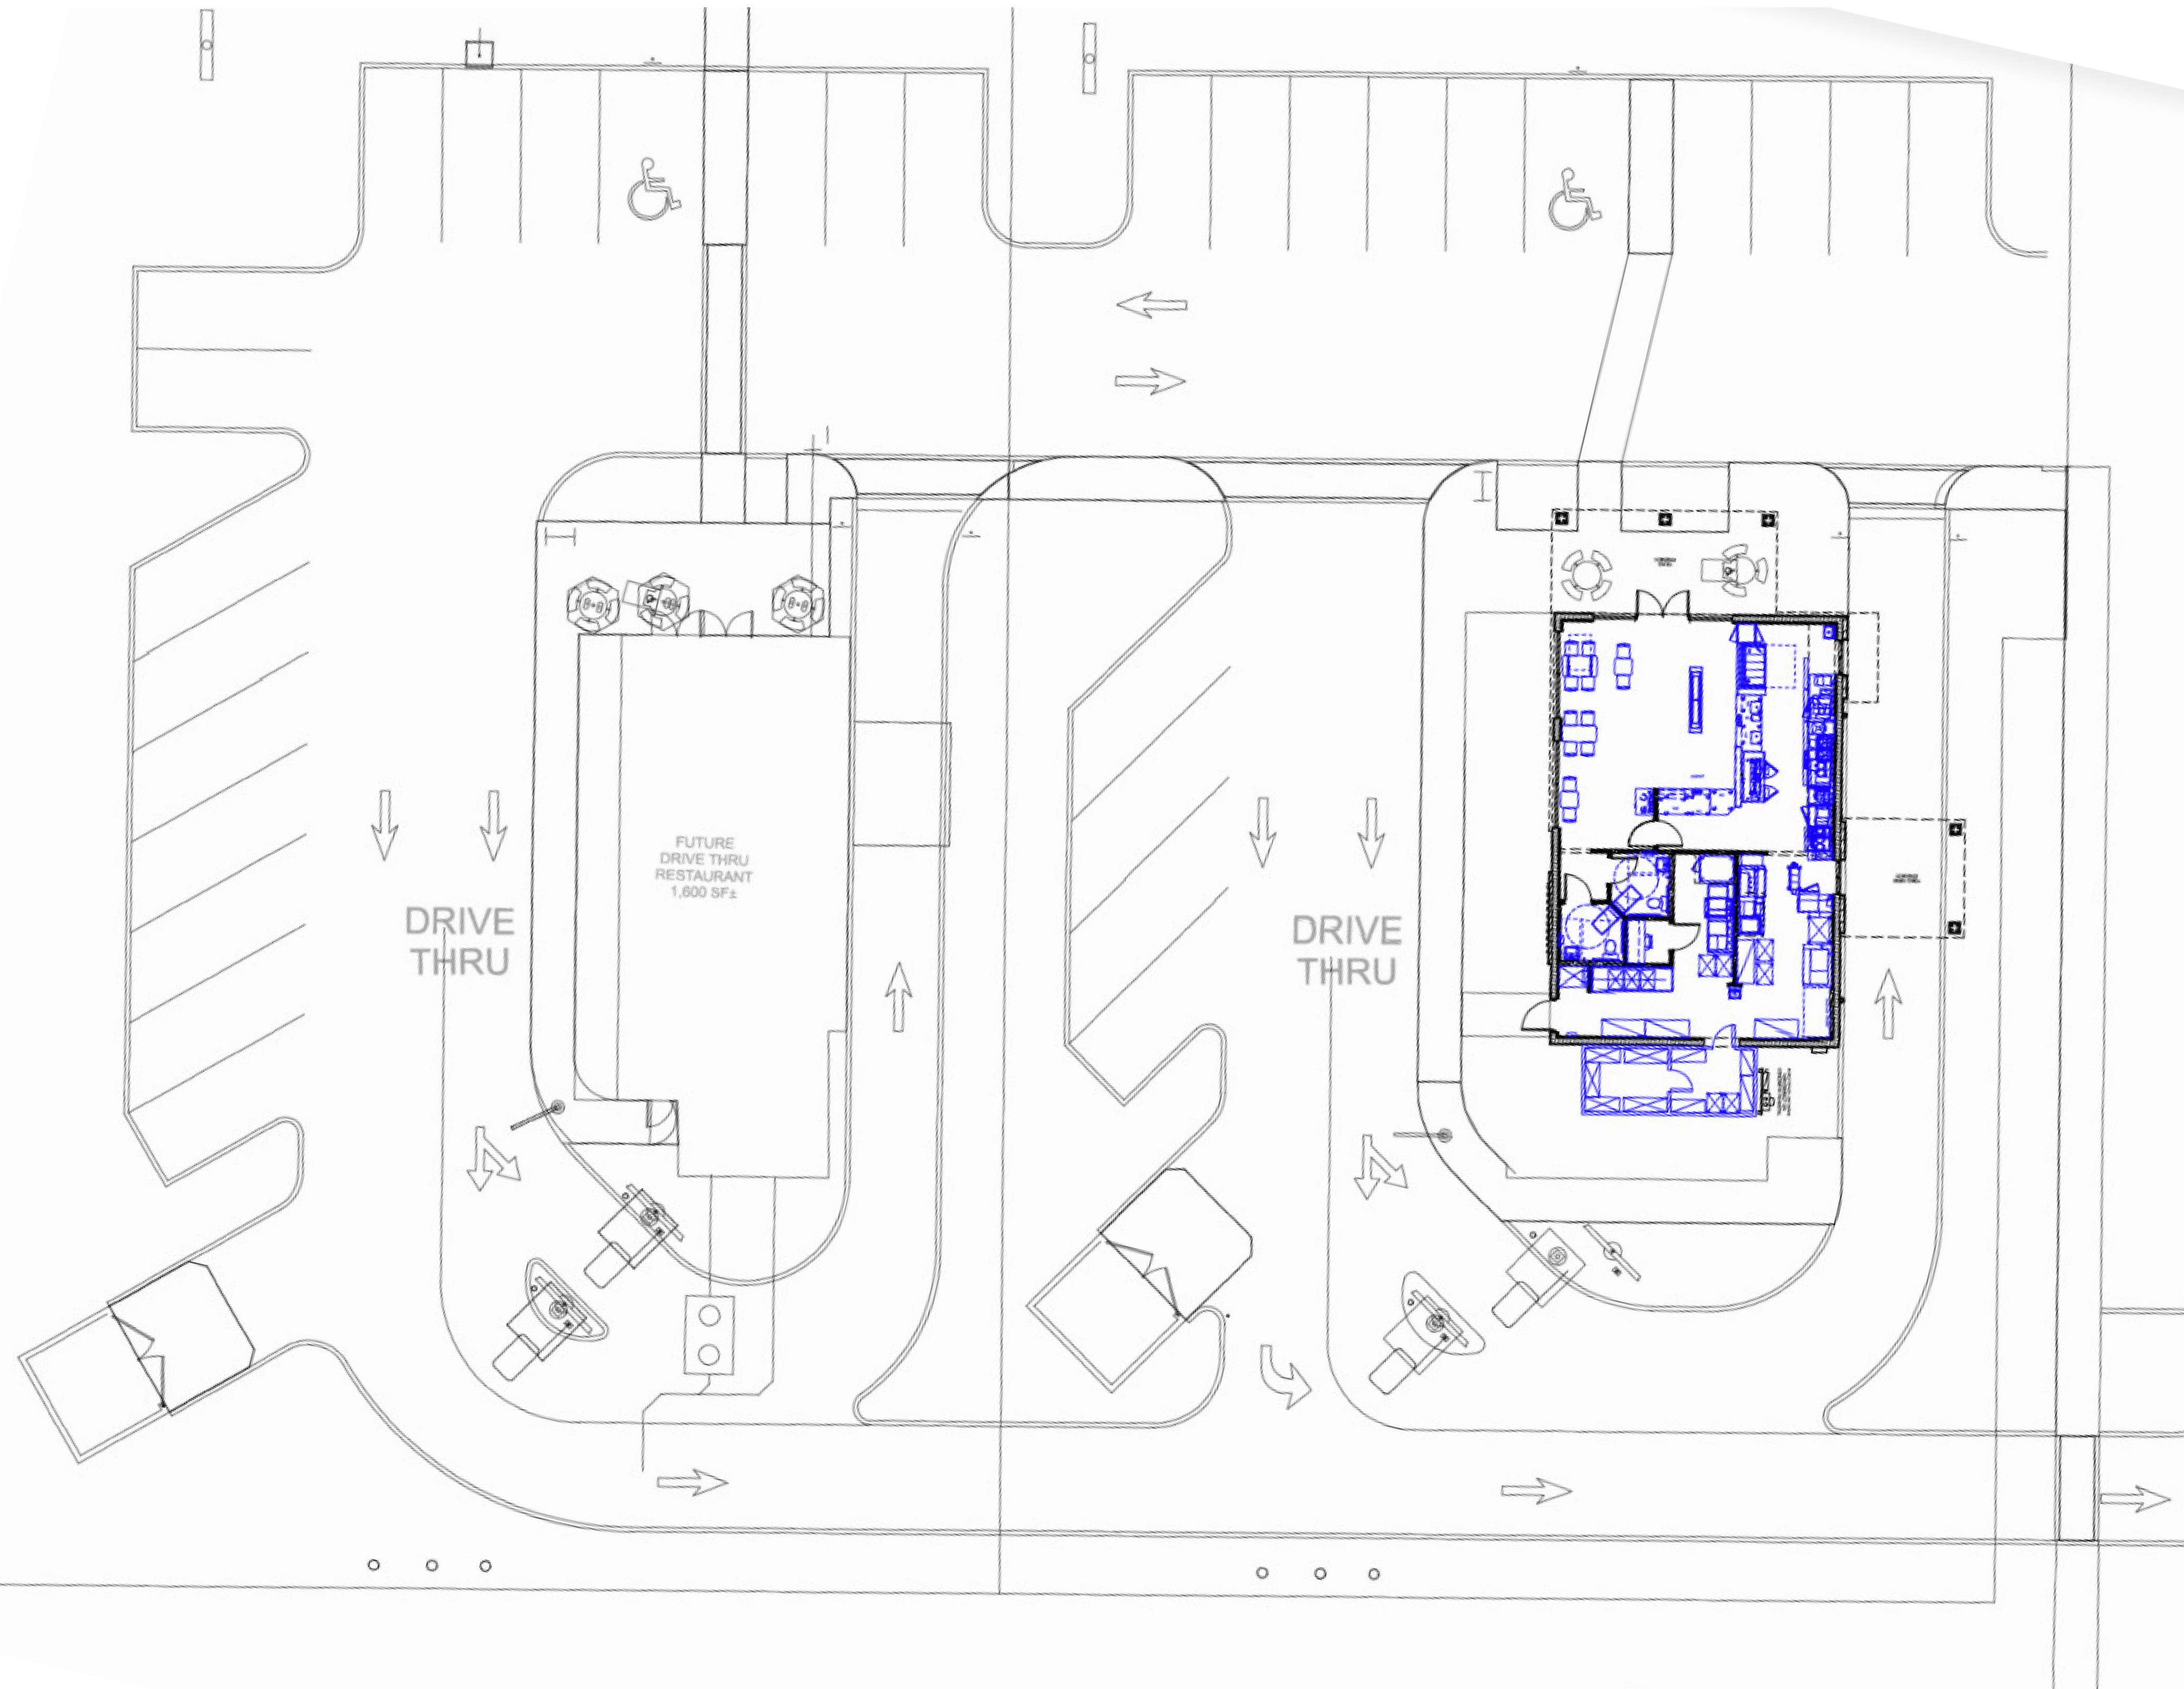 FUTURE
DRIVE THRU
RESTAURANT
1,600 SF±
DRIVE
THRU
DRIVE
THRU